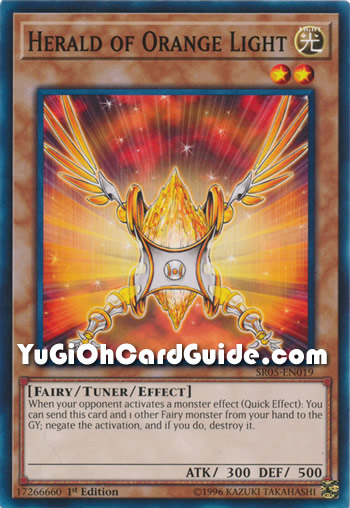 HERALD OF ORANGE LIGHT
LIGHT
光
YuGiOhCardGuide.com
SR05-EN019
[FAIRY/TUNER/EFFECT]
When your opponent activates a monster effect (Quick Effect): You
can send this card and 1 other Fairy monster from your hand to the
GY; negate the activation, and if you do, destroy it.
ATK/ 300 DEF/ 500
17266660 1st Edition
©1996 KAZUKI TAKAHASHI